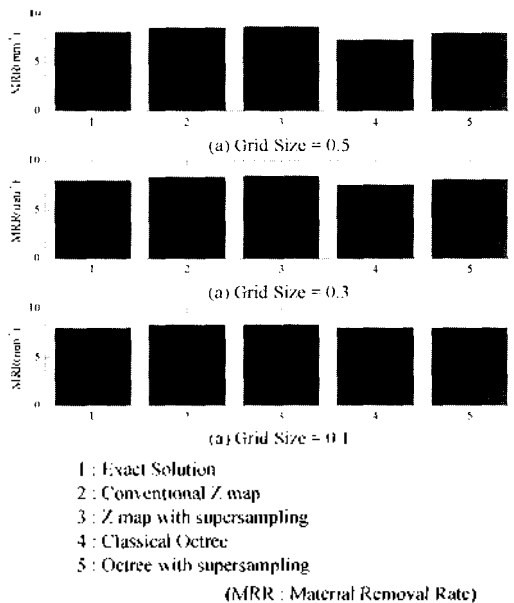 10
MRR(mm³)
5
0
1 2 3 4 5
(a) Grid Size = 0.5
10
MRR(mm³)
5
0
1 2 3 4 5
(a) Grid Size = 0.3
10
MRR(mm³)
5
0
1 2 3 4 5
(a) Grid Size = 0.1
1 : Exact Solution
2 : Conventional Z map
3 : Z map with supersampling
4 : Classical Octree
5 : Octree with supersampling
(MRR : Material Removal Rate)